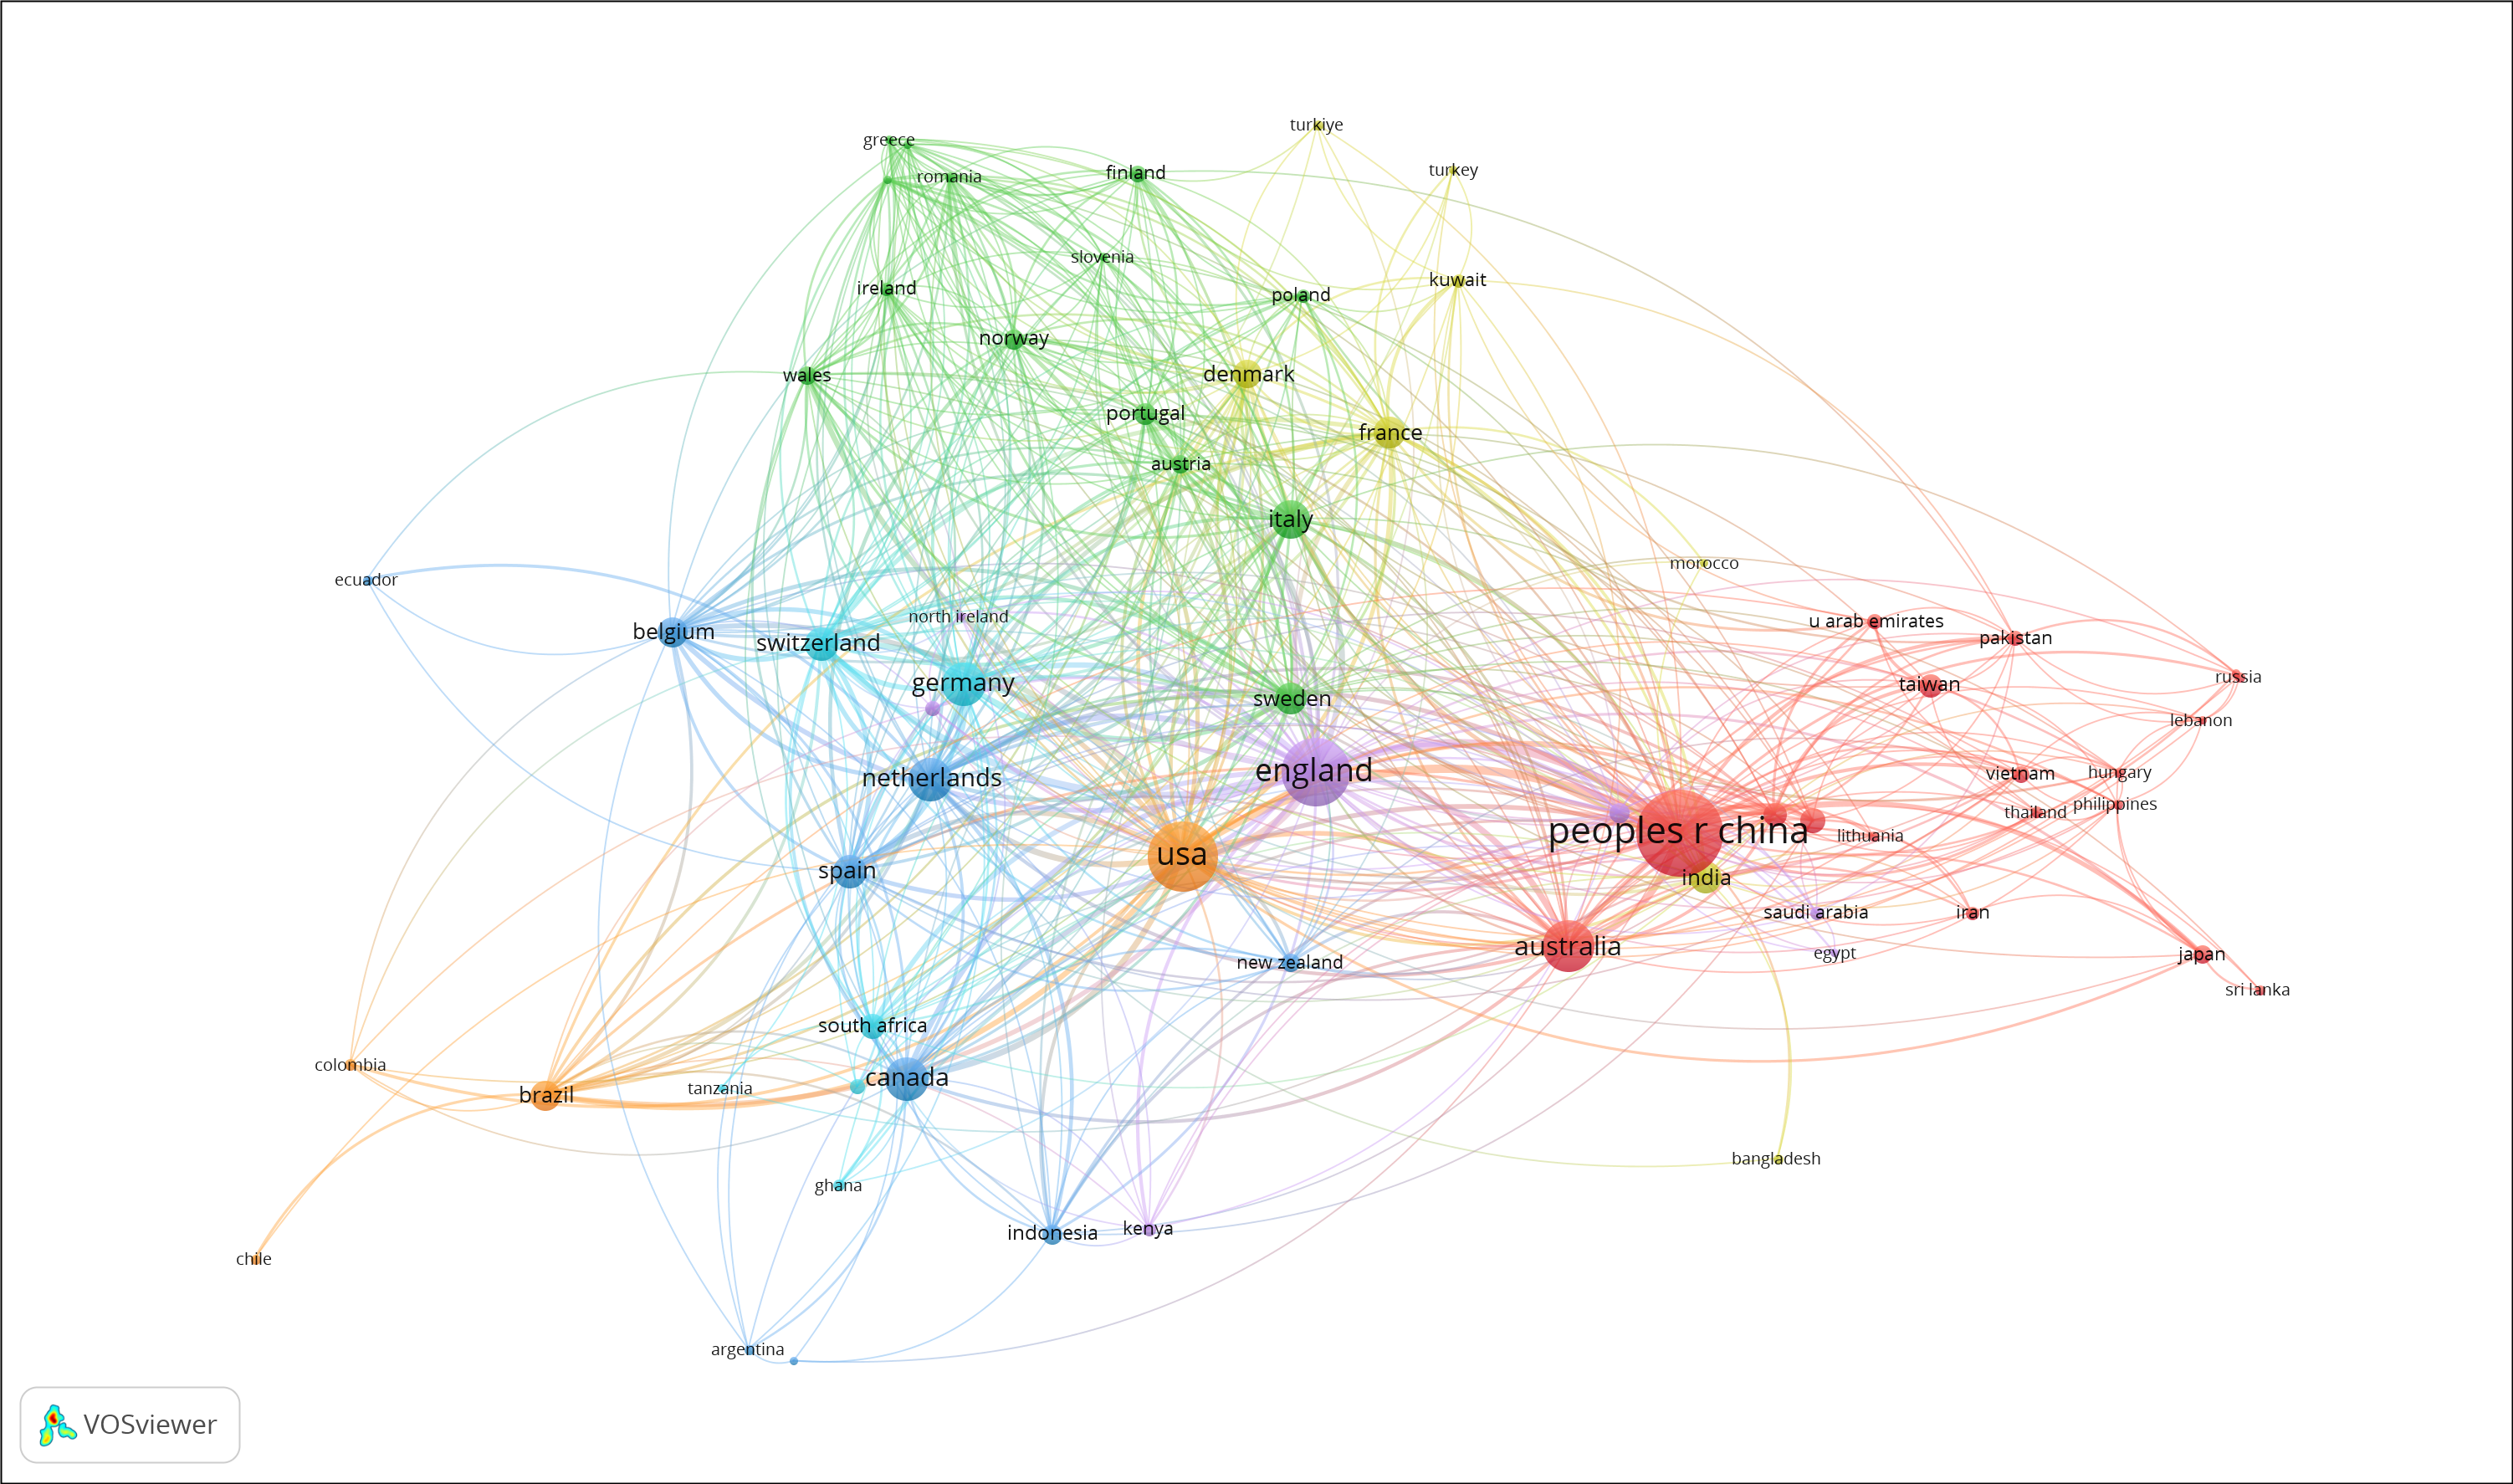 turkiye
greece
turkey
finland
romania
slovenia
kuwait
ireland
poland
norway
denmark
wales
portugal
france
austria
italy
morocco
ecuador
north ireland
u arab emirates
belgium
pakistan
switzerland
russia
germany
taiwan
sweden
lebanon
england
vietnam
hungary
netherlands
philippines
thailand
peoples r china
lithuania
usa
spain
india
saudi arabia
iran
australia
egypt
japan
new zealand
sri lanka
south africa
colombia
canada
tanzania
brazil
bangladesh
ghana
kenya
indonesia
chile
argentina
VOSviewer